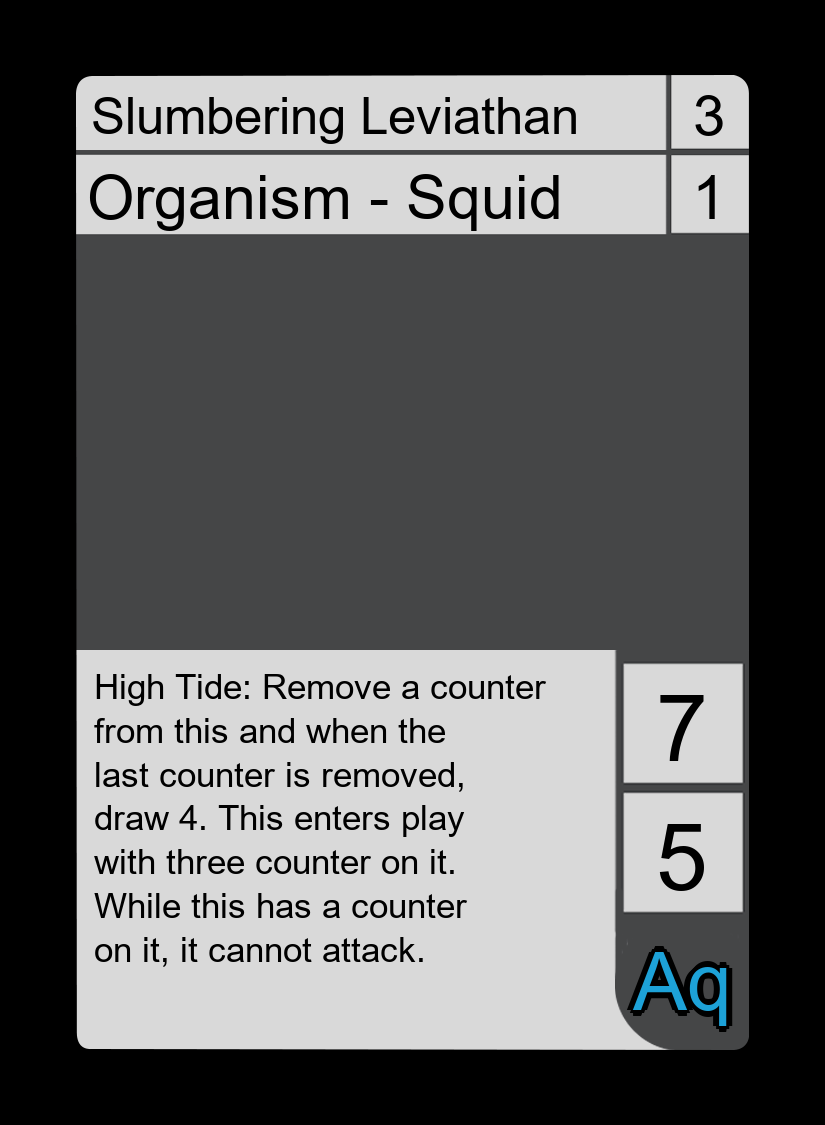 Slumbering Leviathan 3
Organism - Squid 1
High Tide: Remove a counter
from this and when the
last counter is removed,
draw 4. This enters play
with three counter on it.
While this has a counter
on it, it cannot attack.
7
5
Aq